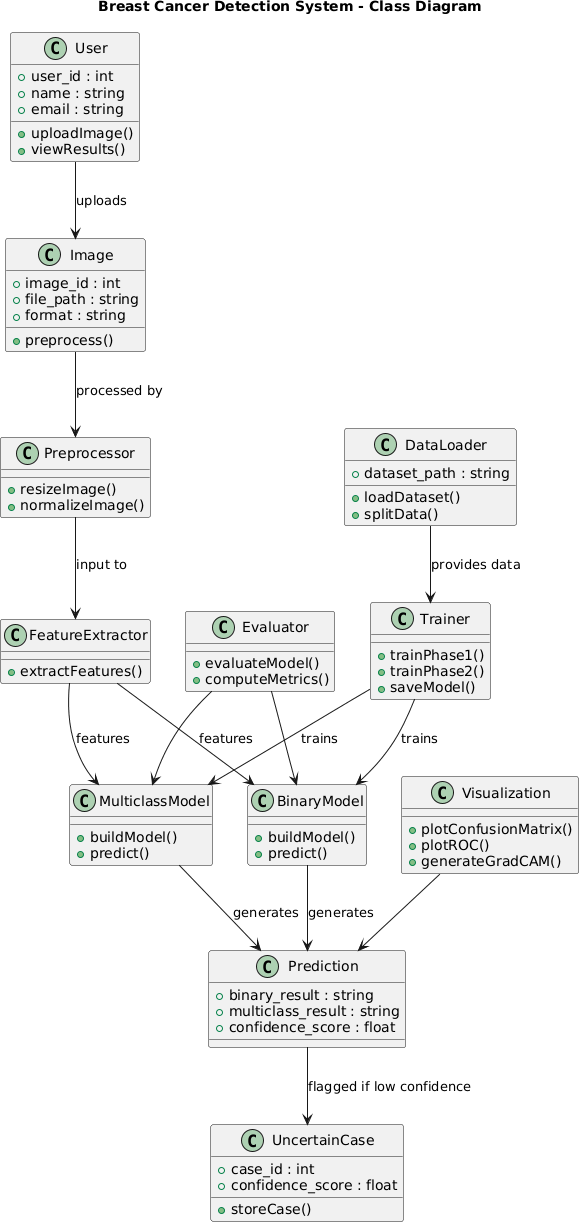 Breast Cancer Detection System - Class Diagram
C User
user_id : int
name : string
email : string
uploadImage()
viewResults()
uploads
C Image
image_id : int
file_path : string
format : string
preprocess()
processed by
C Preprocessor
resizeImage()
normalizeImage()
C DataLoader
dataset_path : string
loadDataset()
splitData()
input to
provides data
C FeatureExtractor
extractFeatures()
C Evaluator
evaluateModel()
computeMetrics()
C Trainer
trainPhase1()
trainPhase2()
saveModel()
features
features
trains
trains
C MulticlassModel
buildModel()
predict()
C BinaryModel
buildModel()
predict()
C Visualization
plotConfusionMatrix()
plotROC()
generateGradCAM()
generates
generates
C Prediction
binary_result : string
multiclass_result : string
confidence_score : float
flagged if low confidence
C UncertainCase
case_id : int
confidence_score : float
storeCase()